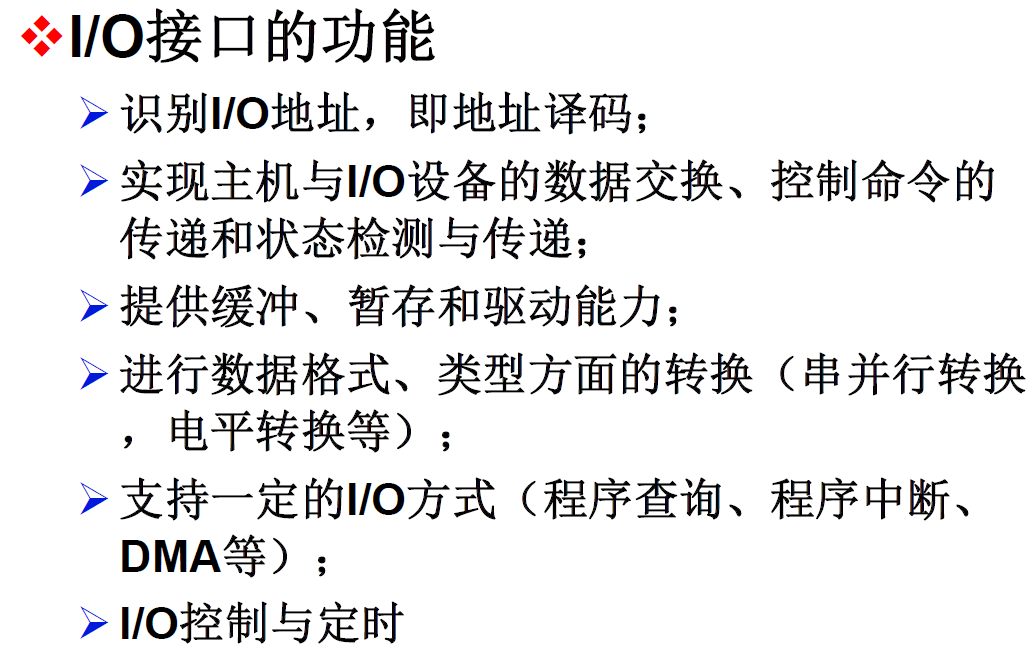 I/O接口的功能
识别I/O地址，即地址译码；
实现主机与I/O设备的数据交换、控制命令的
传递和状态检测与传递；
提供缓冲、暂存和驱动能力；
进行数据格式、类型方面的转换（串并行转换
，电平转换等）；
支持一定的I/O方式（程序查询、程序中断、
DMA等）；
I/O控制与定时